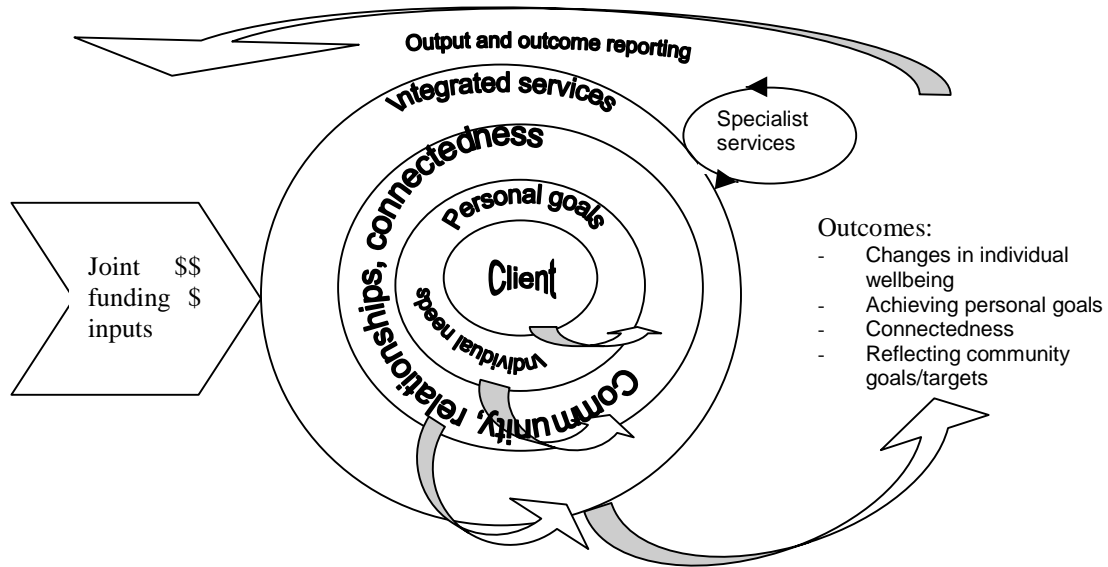 Output and outcome reporting
Integrated services
Specialist
services
Community, relationships, connectedness
Personal goals
Client
Individual needs
Joint $$
funding $
inputs
Outcomes:
- Changes in individual
wellbeing
- Achieving personal goals
- Connectedness
- Reflecting community
goals/targets